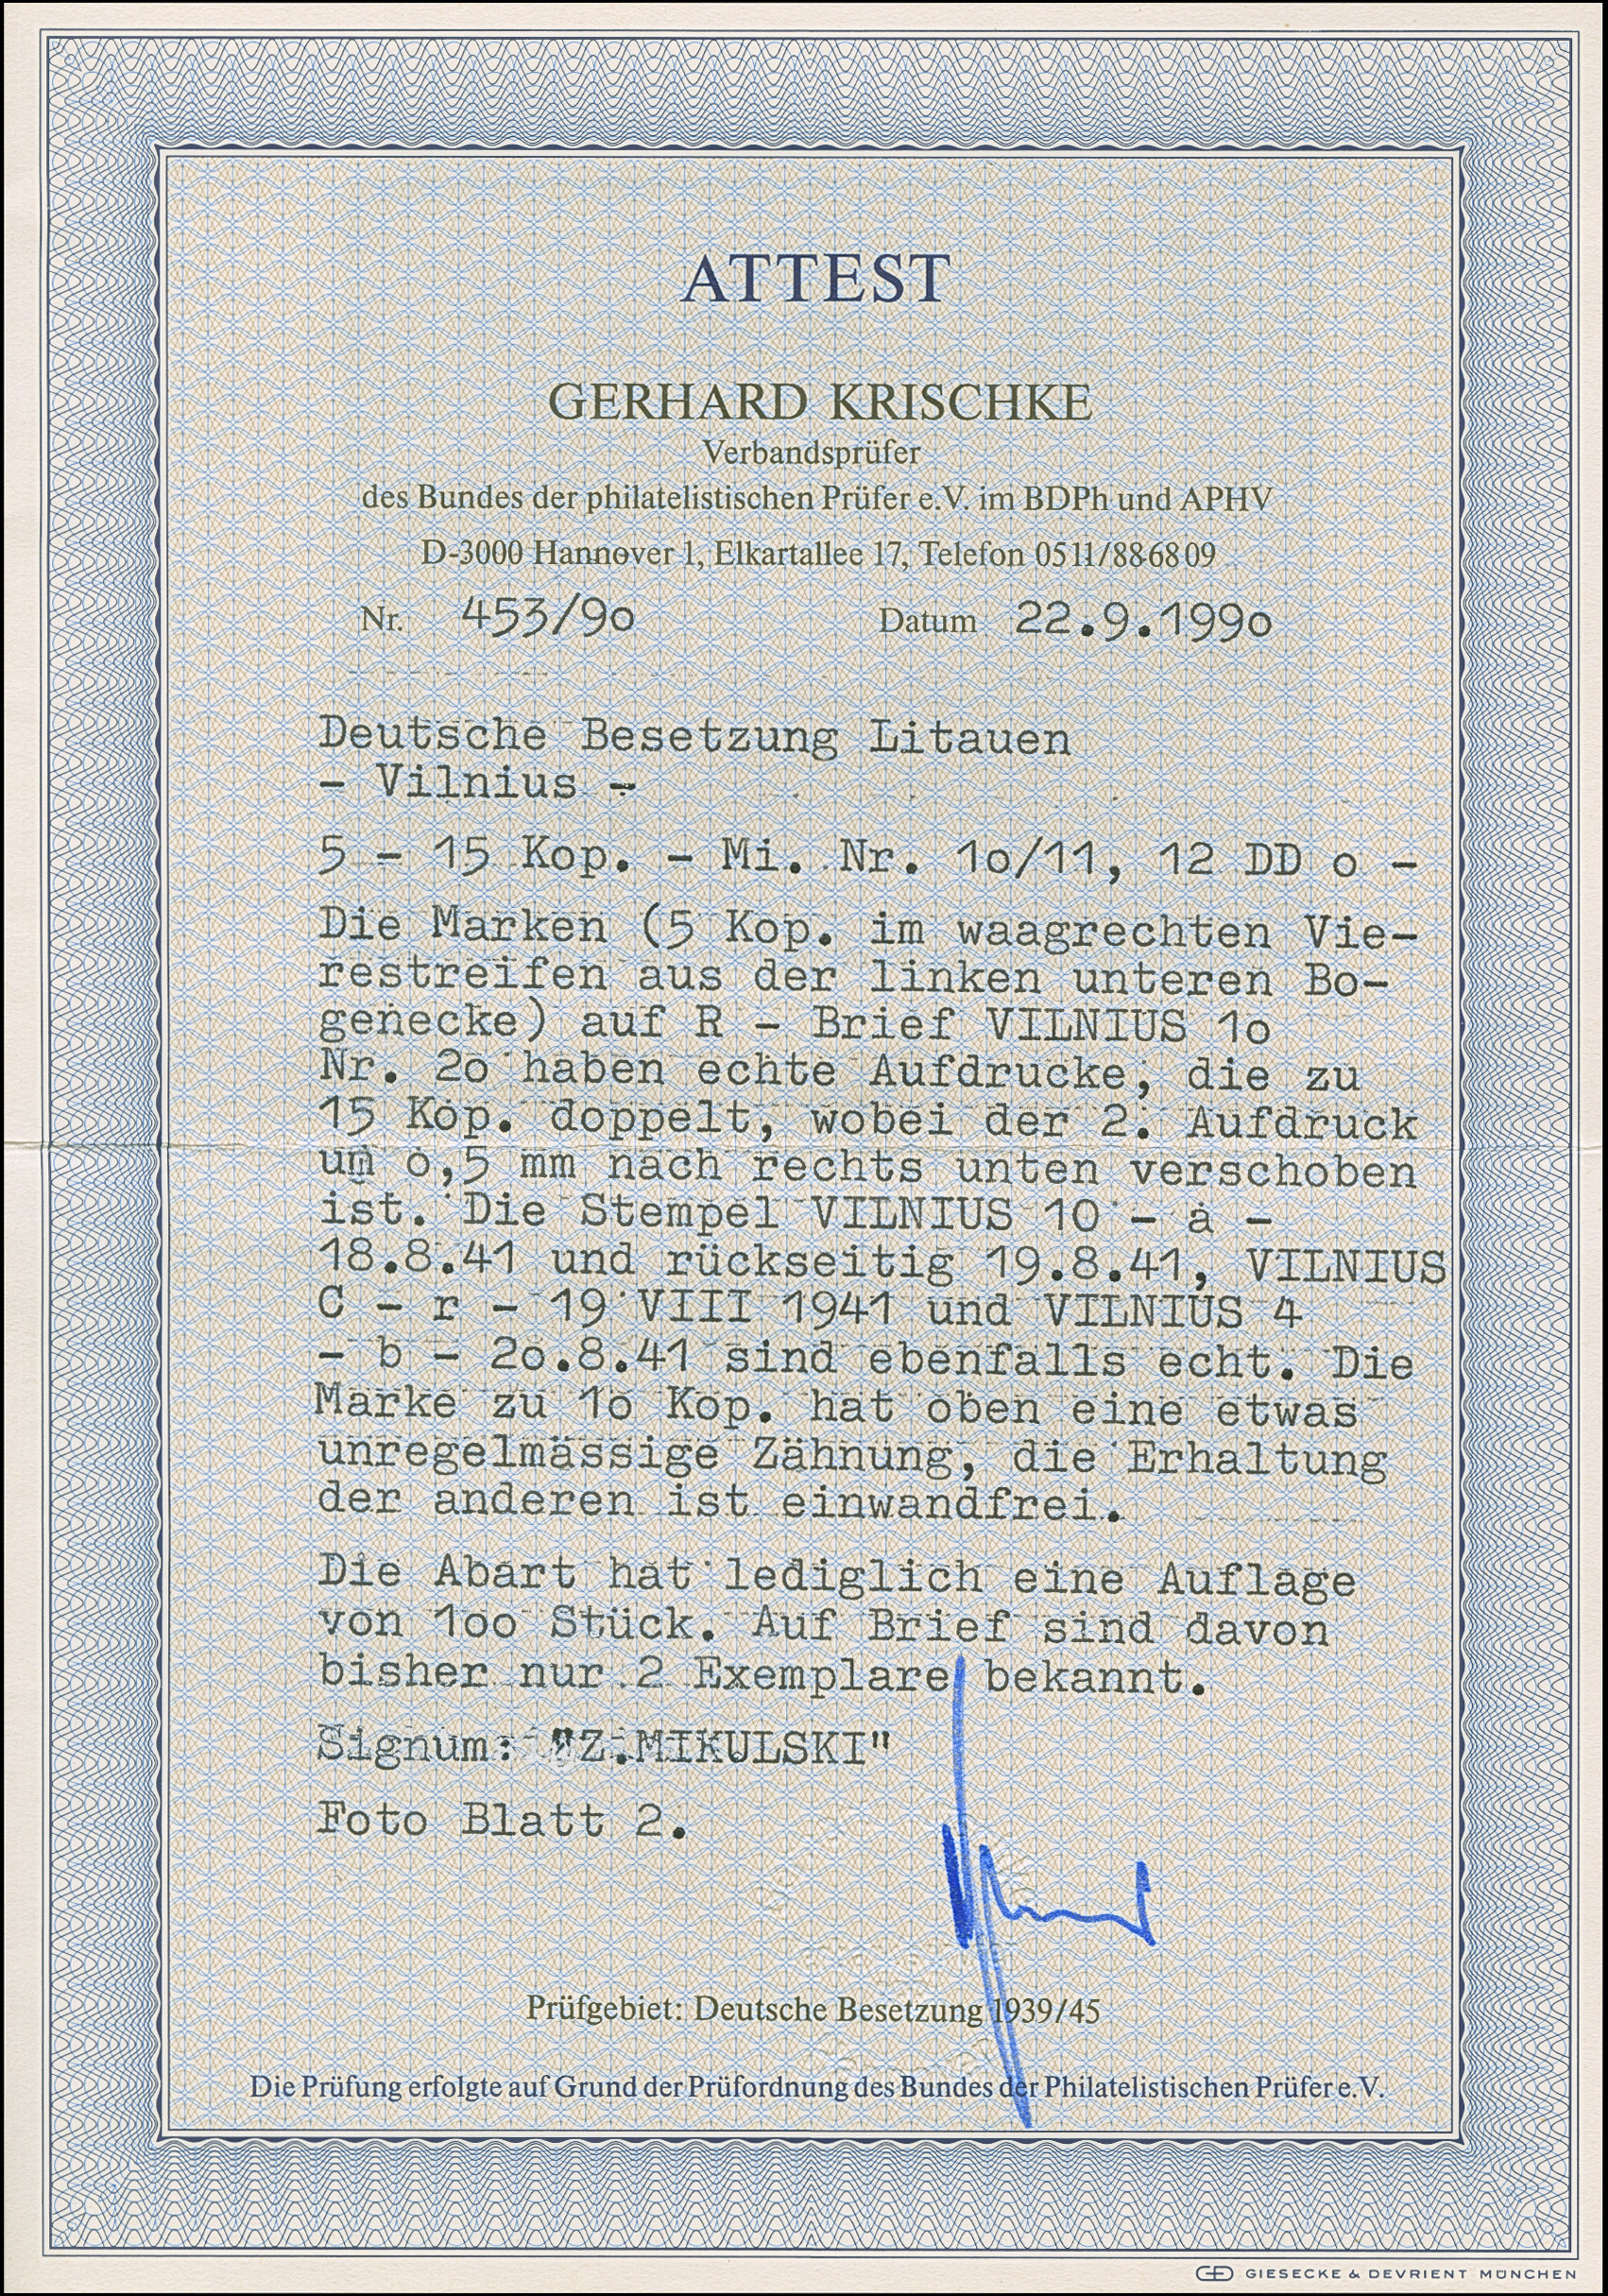 ATTEST
GERHARD KRISCHKE
Verbandsprüfer
des Bundes der philatelistischen Prüfer e.V. im BDPh und APHV
D-3000 Hannover 1, Elkartallee 17, Telefon 05 11/88 68 09
Nr. 453/9o Datum 22.9.199o
Deutsche Besetzung Litauen
- Vilnius -
5 - 15 Kop. - Mi. Nr. 1o/11, 12 DD o -
Die Marken (5 Kop. im waagrechten Vie-
restreifen aus der linken unteren Bo-
genecke) auf R - Brief VILNIUS 1o
Nr. 2o haben echte Aufdrucke, die zu
15 Kop. doppelt, wobei der 2. Aufdruck
um o,5 mm nach rechts unten verschoben
ist. Die Stempel VILNIUS 10 - a -
18.8.41 und rückseitig 19.8.41, VILNIUS
C - r - 19 VIII 1941 und VILNIUS 4
- b - 2o.8.41 sind ebenfalls echt. Die
Marke zu 1o Kop. hat oben eine etwas
unregelmässige Zähnung, die Erhaltung
der anderen ist einwandfrei.
Die Abart hat lediglich eine Auflage
von 1oo Stück. Auf Brief sind davon
bisher nur 2 Exemplare bekannt.
Signum: "Z.MIKULSKI"
Foto Blatt 2.
Prüfgebiet: Deutsche Besetzung 1939/45
Die Prüfung erfolgte auf Grund der Prüfordnung des Bundes der Philatelistischen Prüfer e.V.
GIESECKE & DEVRIENT MÜNCHEN